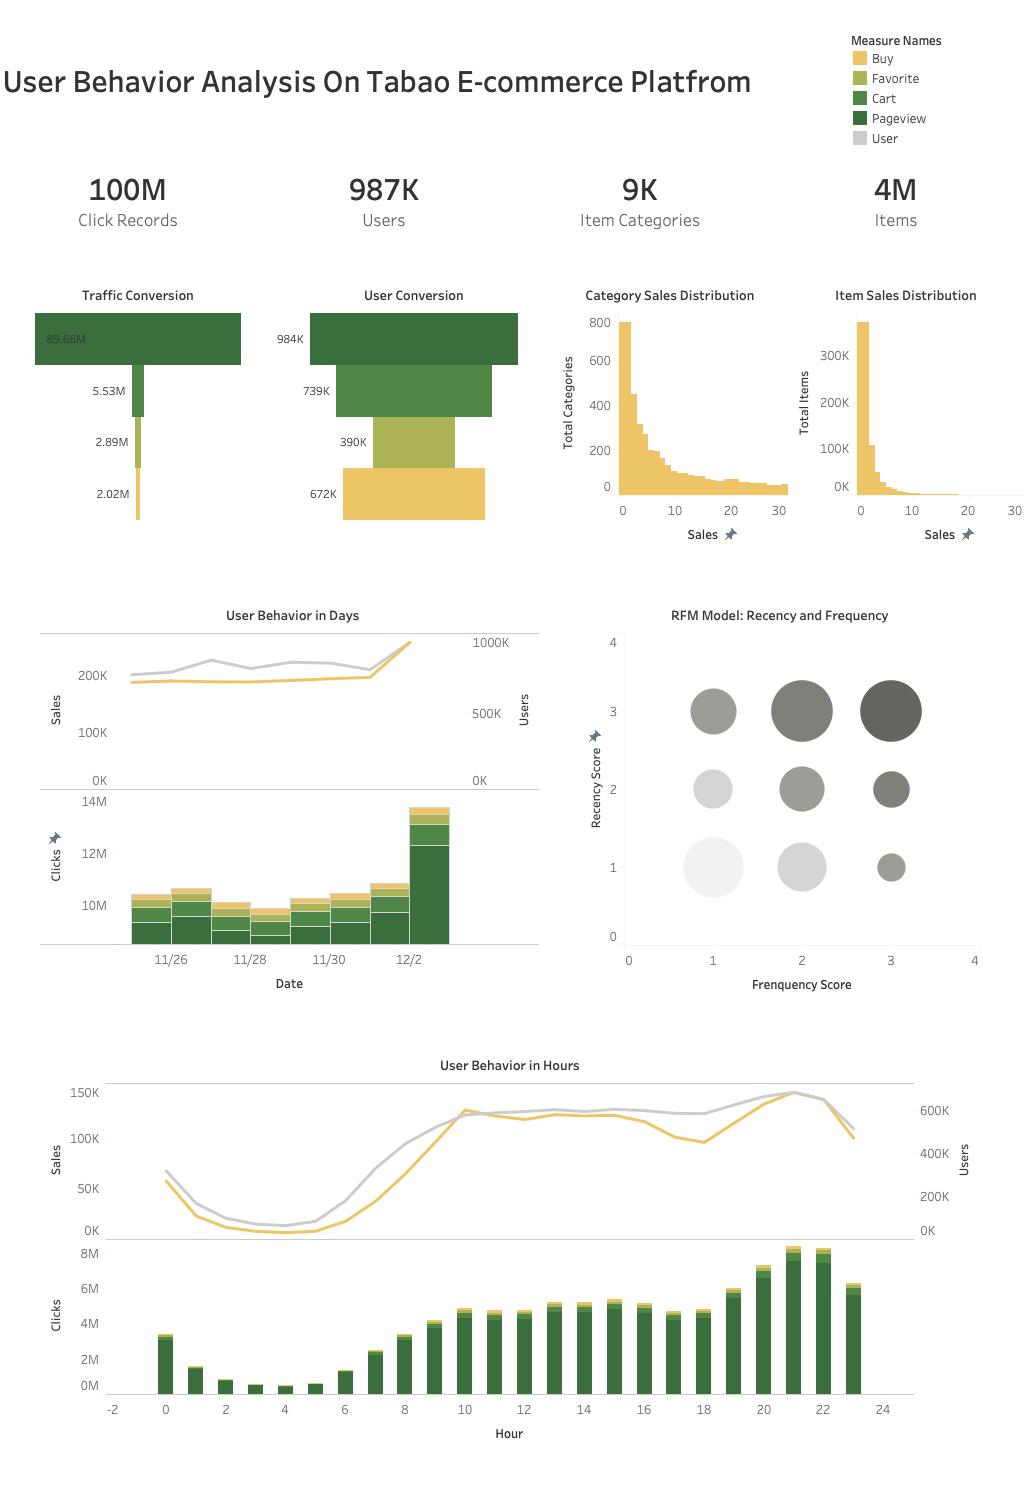 Measure Names
Buy
Favorite
Cart
Pageview
User
User Behavior Analysis On Tabao E-commerce Platfrom
100M
Click Records
987K
Users
9K
Item Categories
4M
Items
Traffic Conversion
89.66M
5.53M
2.89M
2.02M
User Conversion
984K
739K
390K
672K
Category Sales Distribution
Total Categories
800
600
400
200
0
0 10 20 30
Sales
Item Sales Distribution
Total Items
300K
200K
100K
0K
0 10 20 30
Sales
User Behavior in Days
Sales
200K
100K
0K
1000K
500K
0K
Users
Clicks
14M
12M
10M
11/26 11/28 11/30 12/2
Date
RFM Model: Recency and Frequency
Recency Score
4
3
2
1
0
0 1 2 3 4
Frenquency Score
User Behavior in Hours
Sales
150K
100K
50K
0K
600K
400K
200K
0K
Users
Clicks
8M
6M
4M
2M
0M
-2 0 2 4 6 8 10 12 14 16 18 20 22 24
Hour